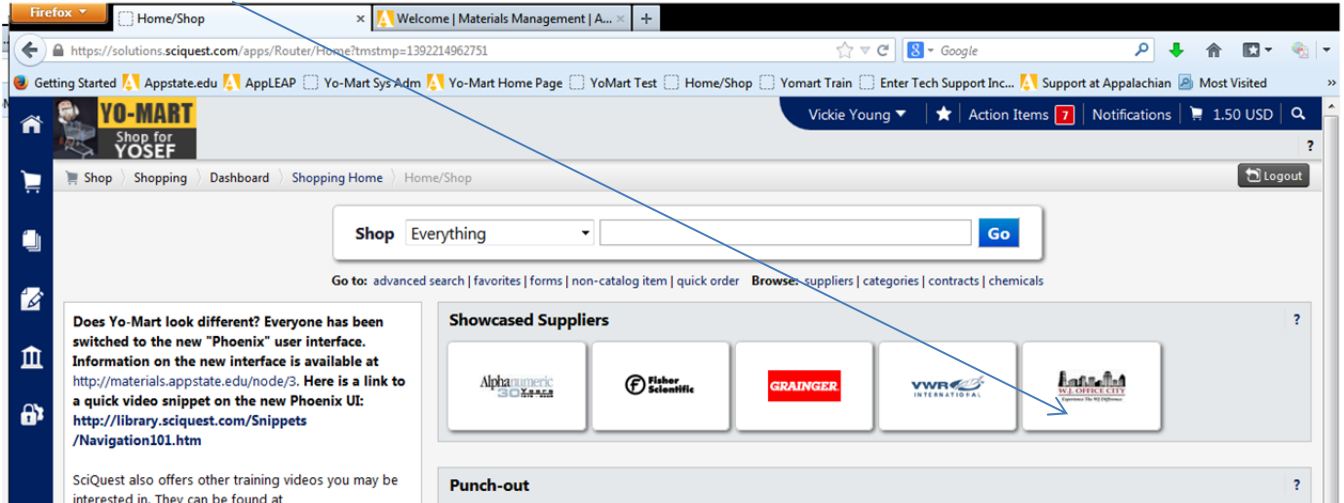 Firefox
Home/Shop × Welcome | Materials Management | A... × +
https://solutions.sciquest.com/apps/Router/Home?tmstmp=1392214962751 Google
Getting Started Appstate.edu AppLEAP Yo-Mart Sys Adm Yo-Mart Home Page YoMart Test Home/Shop Yomart Train Enter Tech Support Inc... Support at Appalachian Most Visited »
YO-MART
Shop for
YOSEF
Vickie Young Action Items 7 Notifications 1.50 USD
?
Shop Shopping Dashboard Shopping Home Home/Shop Logout
Shop Everything Go
Go to: advanced search | favorites | forms | non-catalog item | quick order Browse: suppliers | categories | contracts | chemicals
Does Yo-Mart look different? Everyone has been
switched to the new "Phoenix" user interface.
Information on the new interface is available at
http://materials.appstate.edu/node/3. Here is a link to
a quick video snippet on the new Phoenix UI:
http://library.sciquest.com/Snippets
/Navigation101.htm
SciQuest also offers other training videos you may be
interested in. They can be found at
Showcased Suppliers ?
Alphanumeric
30 Years
Fisher
Scientific
GRAINGER
VWR
INTERNATIONAL
W.J. OFFICE CITY
Experience The WJ Difference
Punch-out ?